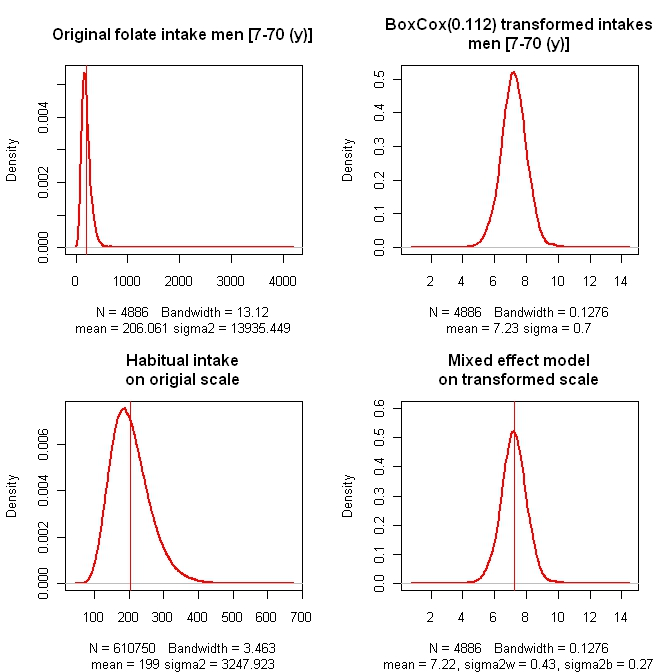 Original folate intake men [7-70 (y)]
Density
0.000 0.002 0.004
0 1000 2000 3000 4000
N = 4886 Bandwidth = 13.12
mean = 206.061 sigma2 = 13935.449
BoxCox(0.112) transformed intakes
men [7-70 (y)]
Density
0.0 0.1 0.2 0.3 0.4 0.5
2 4 6 8 10 12 14
N = 4886 Bandwidth = 0.1276
mean = 7.23 sigma = 0.7
Habitual intake
on origial scale
Density
0.000 0.002 0.004 0.006
100 200 300 400 500 600 700
N = 610750 Bandwidth = 3.463
mean = 199 sigma2 = 3247.923
Mixed effect model
on transformed scale
Density
0.0 0.1 0.2 0.3 0.4 0.5 0.6
2 4 6 8 10 12 14
N = 4886 Bandwidth = 0.1276
mean = 7.22, sigma2w = 0.43, sigma2b = 0.27